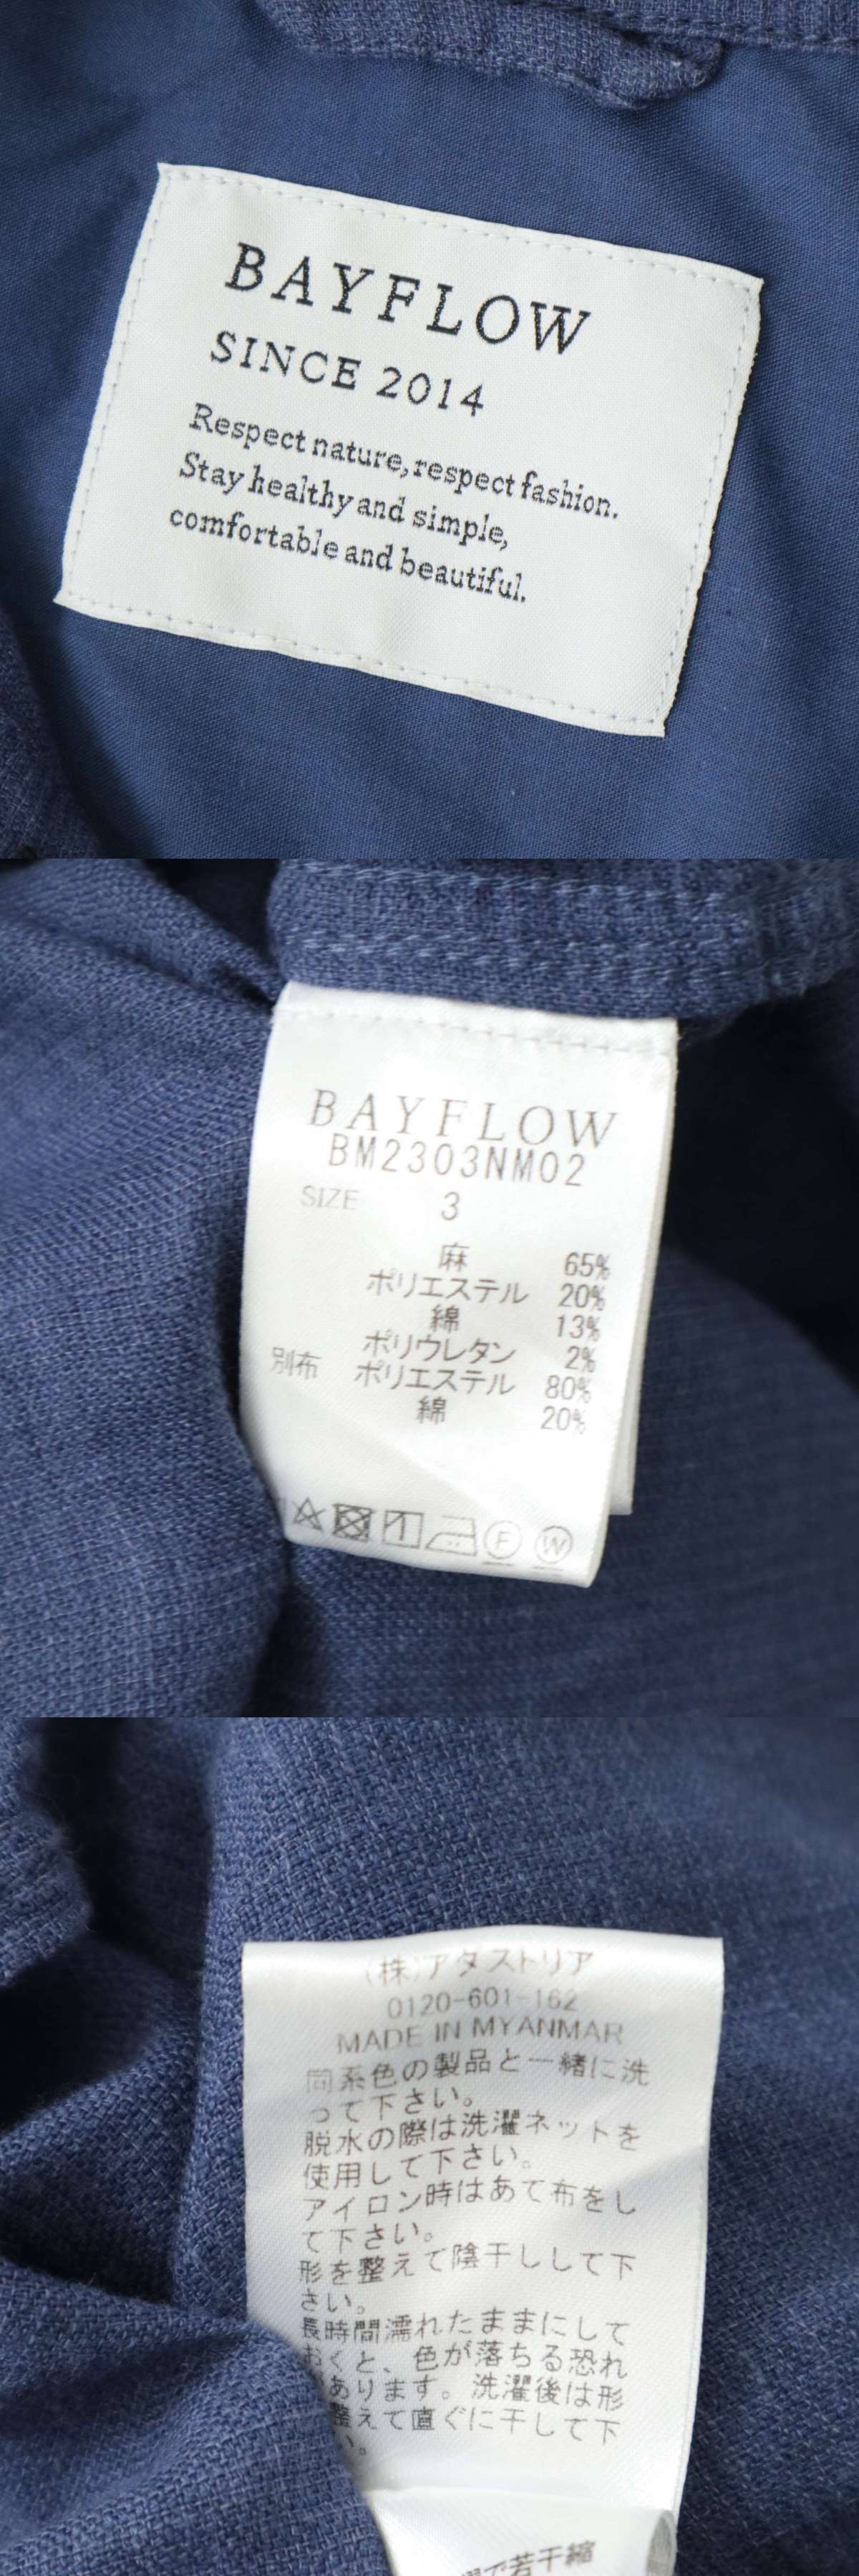 BAYFLOW
SINCE 2014
Respect nature, respect fashion.
Stay healthy and simple,
comfortable and beautiful.
BAYFLOW
BM2303NM02
SIZE 3
麻 65%
ポリエステル 20%
綿 13%
ポリウレタン 2%
別布 ポリエステル 80%
綿 20%
F W
(株)アダストリア
0120-601-162
MADE IN MYANMAR
同系色の製品と一緒に洗
って下さい。
脱水の際は洗濯ネットを
使用して下さい。
アイロン時はあて布をし
て下さい。
形を整えて陰干しして下
さい。
長時間濡れたままにして
おくと、色が落ちる恐れ
あります。洗濯後は形
整えて直ぐに干して下
い。
で若干縮